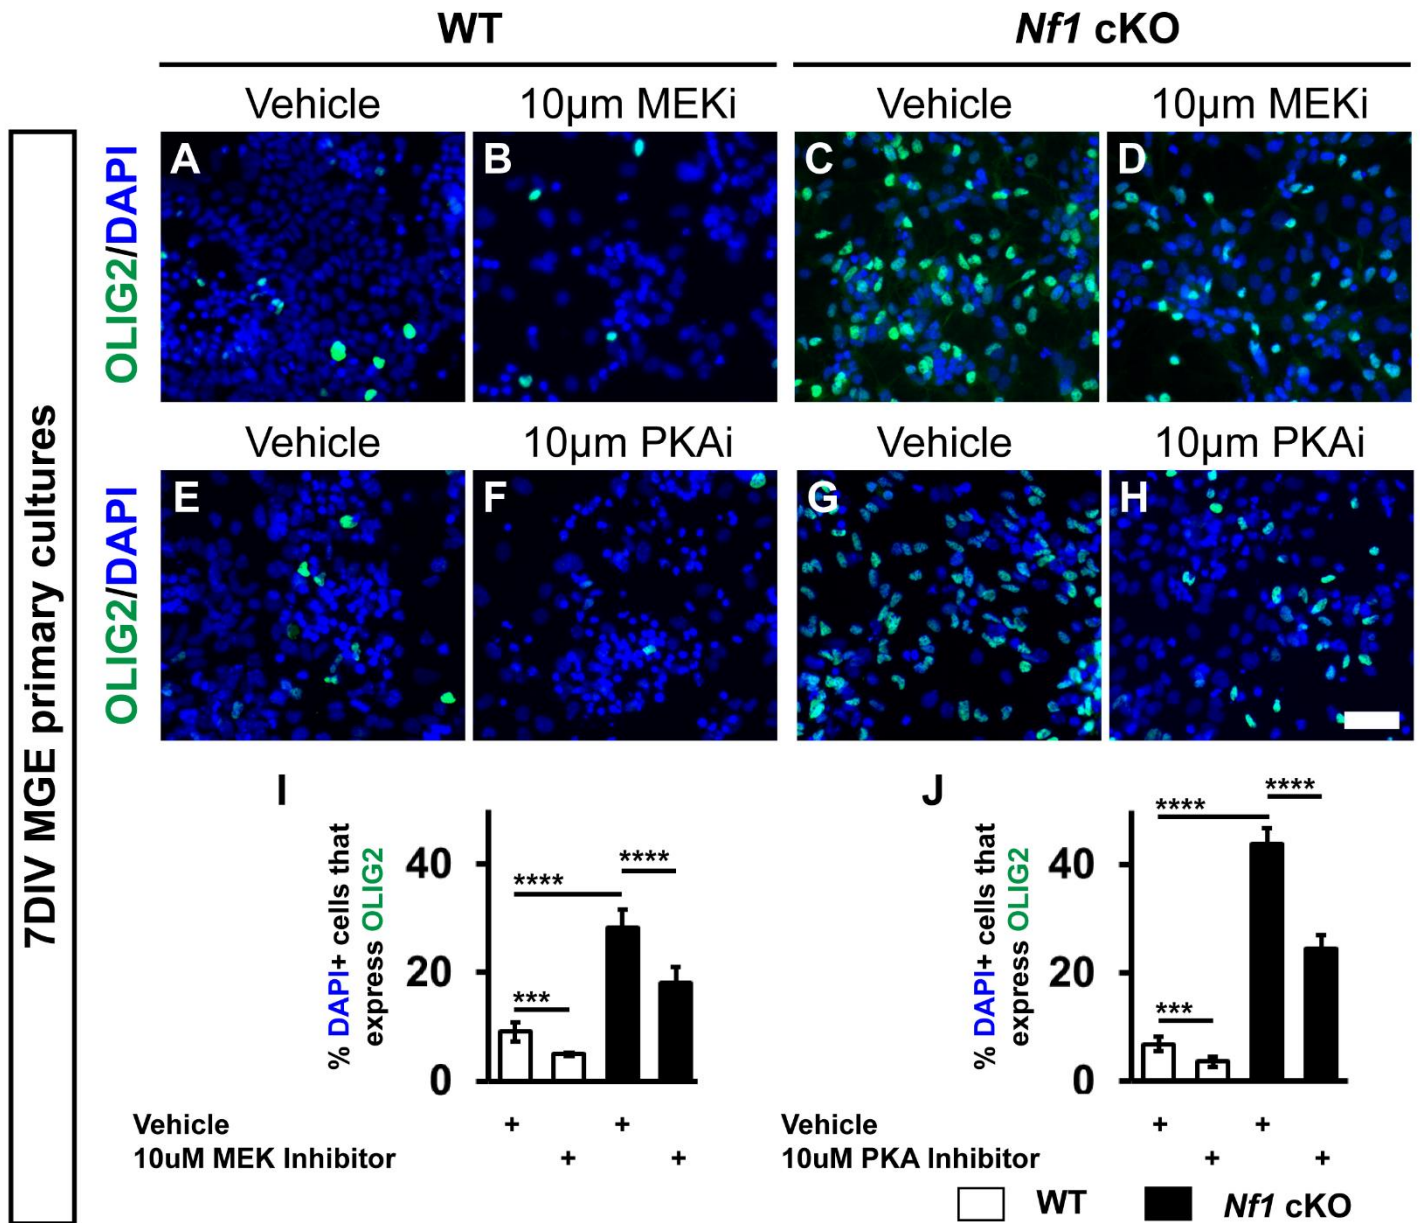 WT
Nf1 cKO
Vehicle
10µm MEKi
Vehicle
10µm MEKi
7DIV MGE primary cultures
OLIG2/DAPI
A
B
C
D
Vehicle
10µm PKAi
Vehicle
10µm PKAi
OLIG2/DAPI
E
F
G
H
I
% DAPI+ cells that
express OLIG2
40
20
0
****
****
***
Vehicle
+
+
10uM MEK Inhibitor
+
+
J
% DAPI+ cells that
express OLIG2
40
20
0
****
****
***
Vehicle
+
+
10uM PKA Inhibitor
+
+
WT
Nf1 cKO